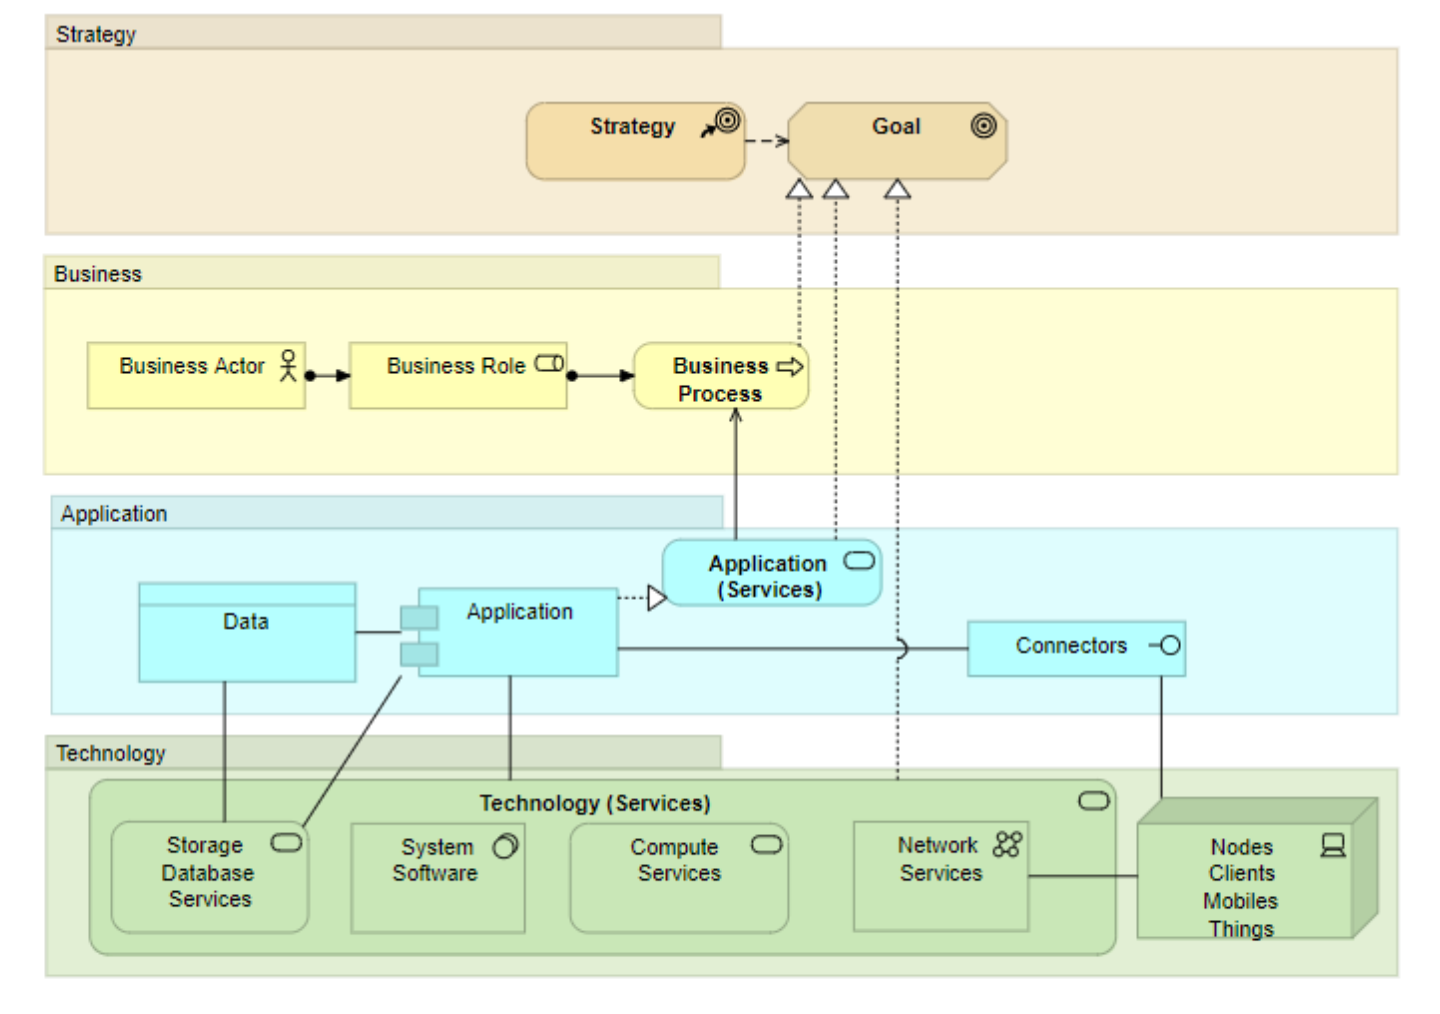 Strategy
Strategy
Goal
Business
Business Actor
Business Role
Business
Process
Application
Application
(Services)
Data
Application
Connectors
Technology
Technology (Services)
Storage
Database
Services
System
Software
Compute
Services
Network
Services
Nodes
Clients
Mobiles
Things